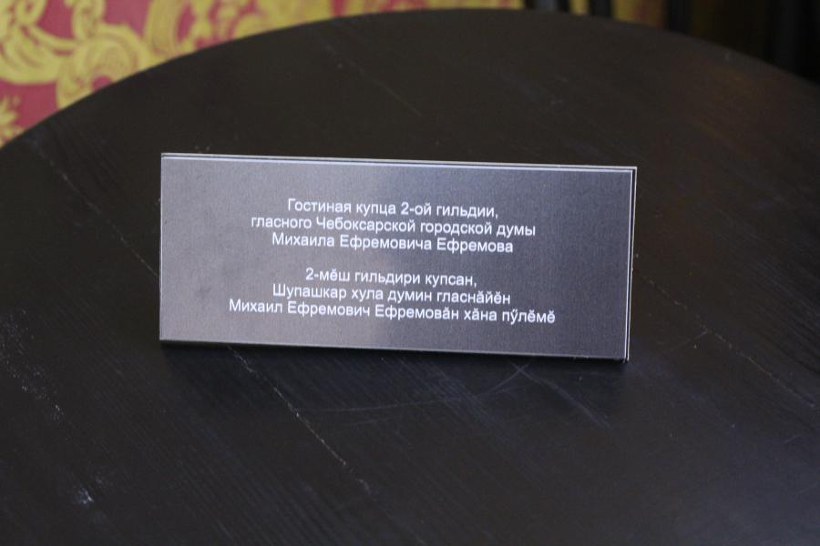 Гостиная купца 2-ой гильдии,
гласного Чебоксарской городской думы
Михаила Ефремовича Ефремова
2-мӗш гильдири купсан,
Шупашкар хула думин гласнӑйӗн
Михаил Ефремович Ефремовӑн хӑна пӳлӗмӗ